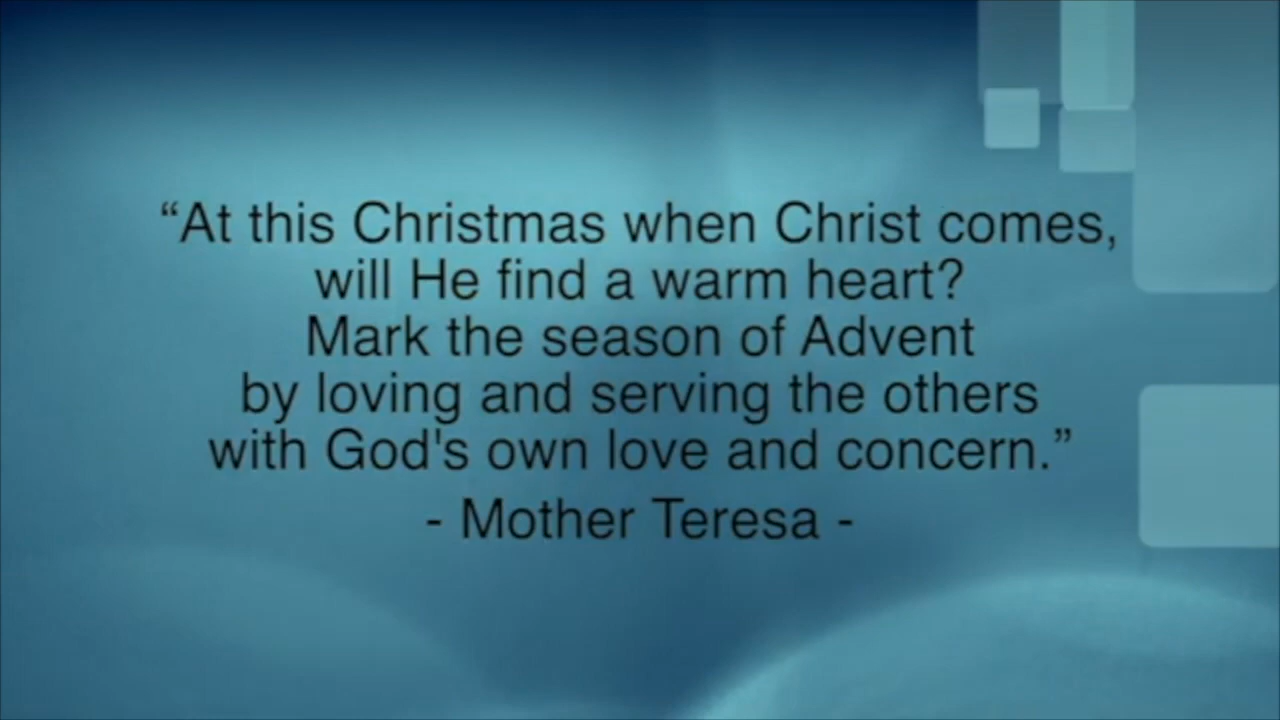 “At this Christmas when Christ comes,
will He find a warm heart?
Mark the season of Advent
by loving and serving the others
with God's own love and concern.”
- Mother Teresa -